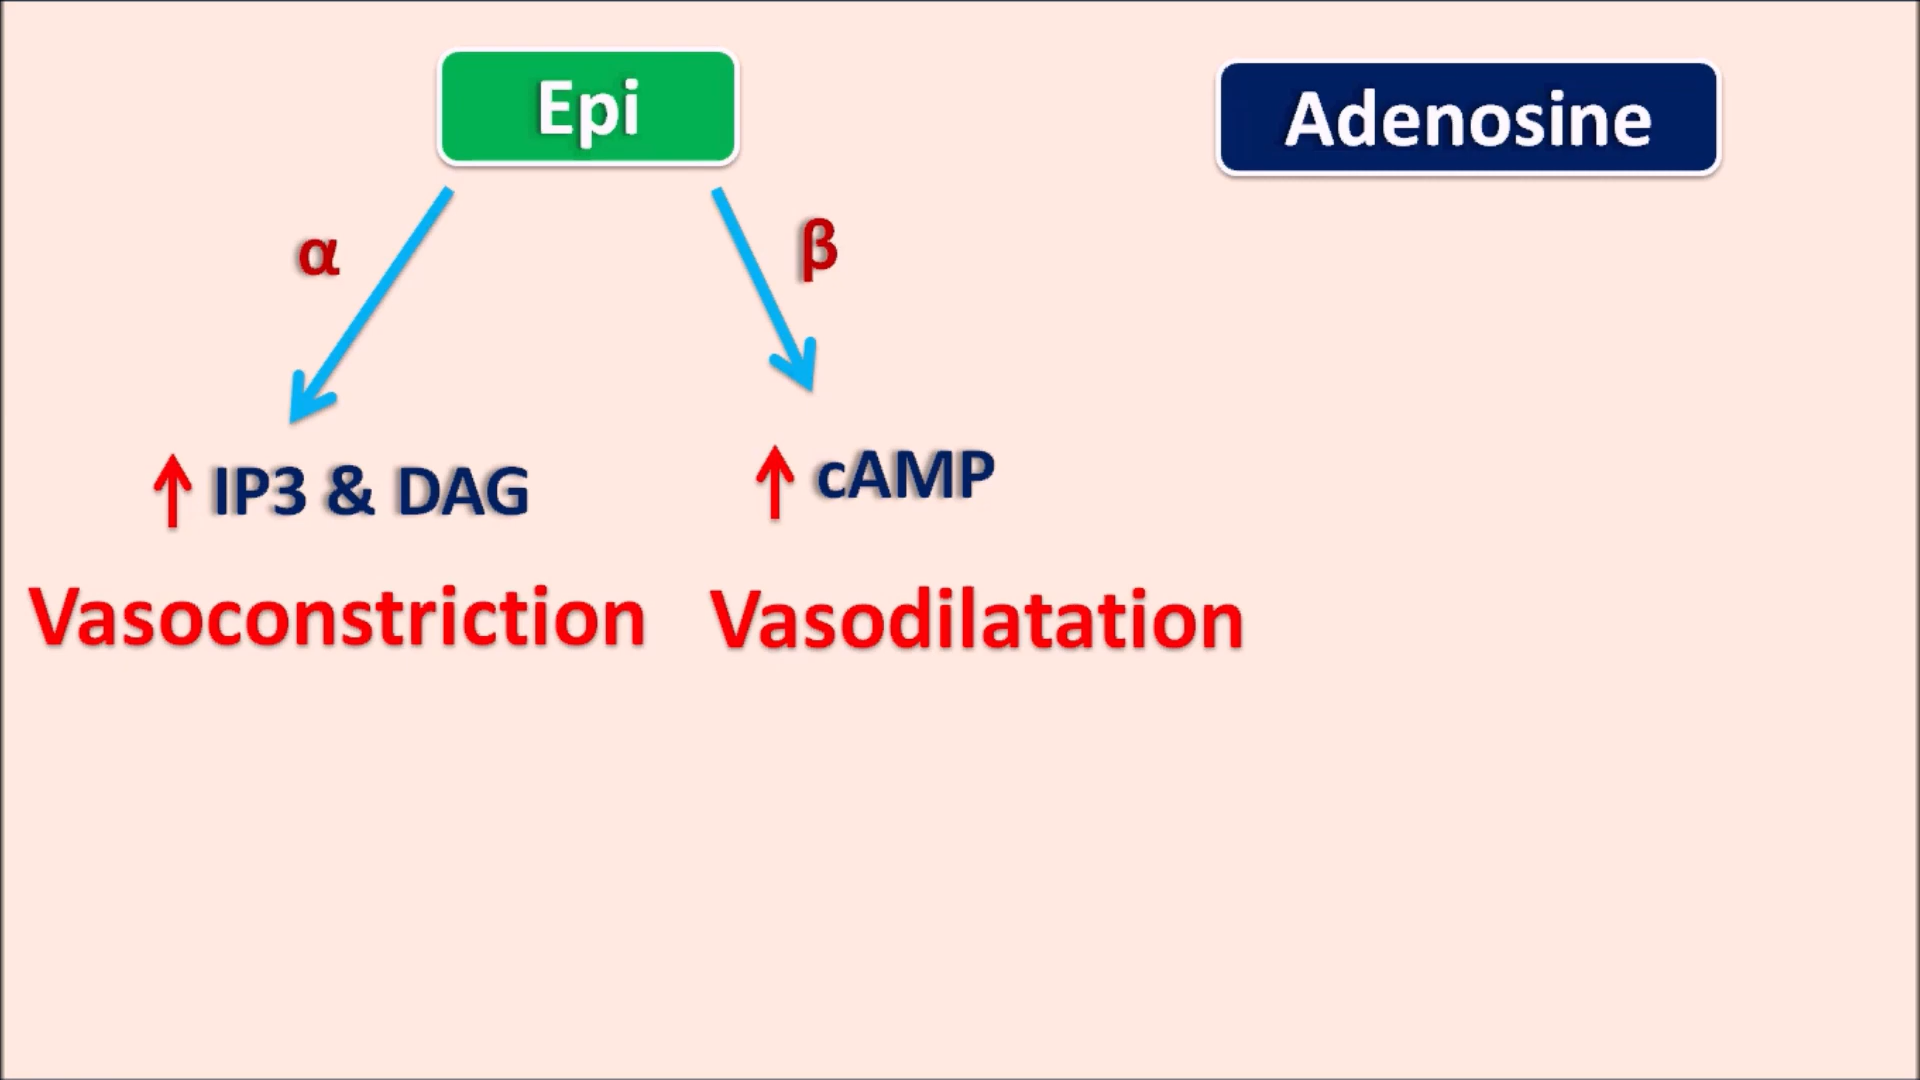 Epi
Adenosine
α
β
↑ IP3 & DAG
↑ cAMP
Vasoconstriction
Vasodilatation